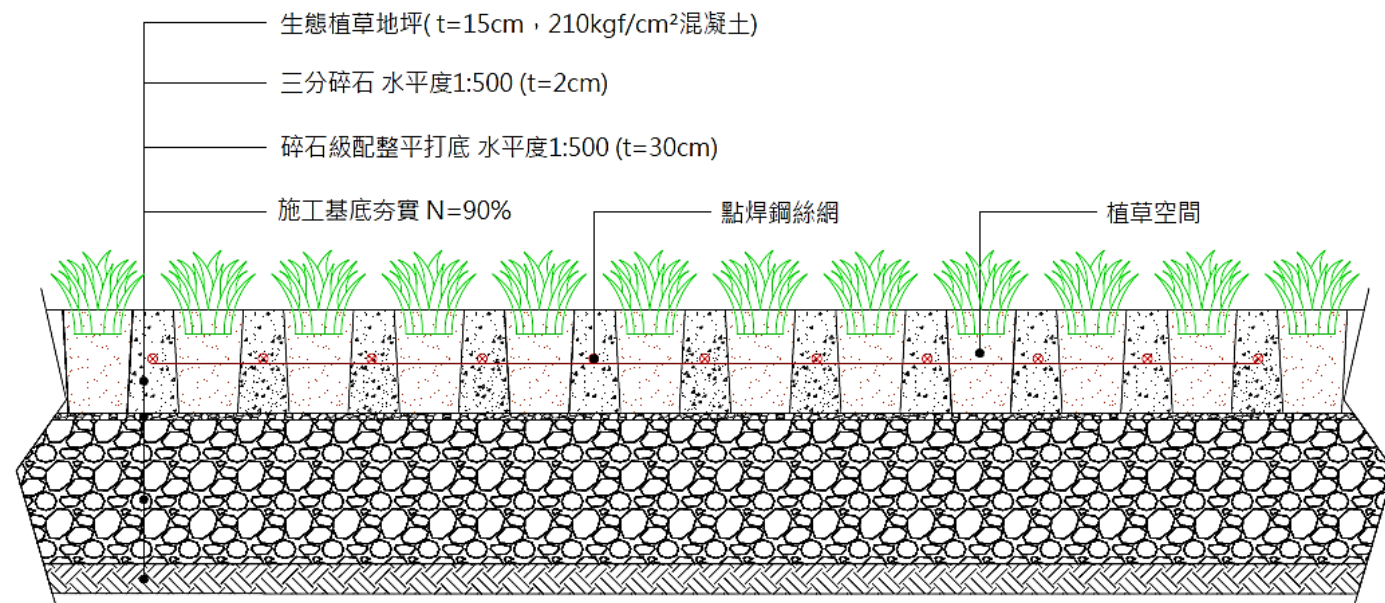 生態植草地坪( t=15cm，210kgf/cm²混凝土)
三分碎石 水平度1:500 (t=2cm)
碎石級配整平打底 水平度1:500 (t=30cm)
施工基底夯實 N=90%
點焊鋼絲網
植草空間